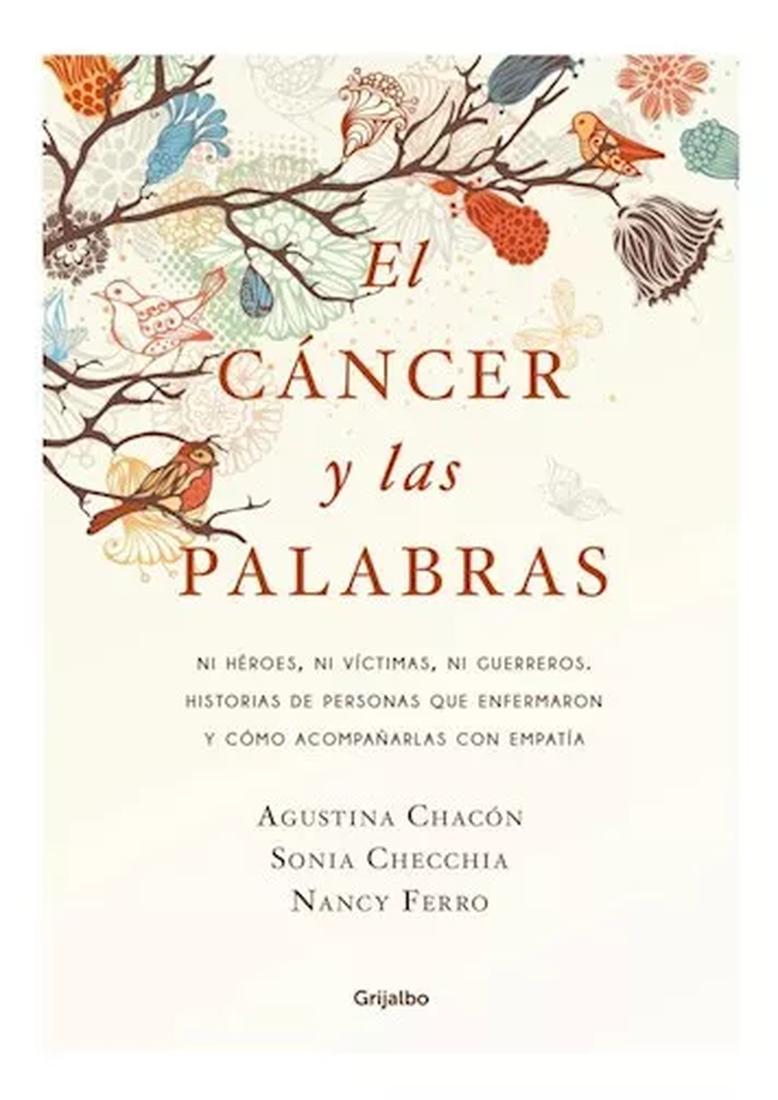 El
CÁNCER
y las
PALABRAS
NI HÉROES, NI VÍCTIMAS, NI GUERREROS.
HISTORIAS DE PERSONAS QUE ENFERMARON
Y CÓMO ACOMPAÑARLAS CON EMPATÍA
AGUSTINA CHACÓN
SONIA CHECCHIA
NANCY FERRO
Grijalbo